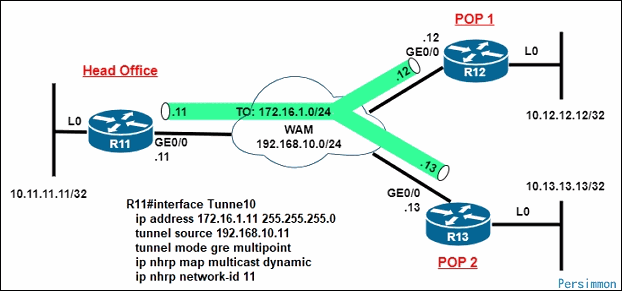 POP 1
.12
GE0/0
R12
L0
10.12.12.12/32
Head Office
L0
R11
.11
GE0/0
.11
10.11.11.11/32
TO: 172.16.1.0/24
WAM
192.168.10.0/24
.12
.13
GE0/0
.13
R13
L0
10.13.13.13/32
POP 2
R11#interface Tunne10
ip address 172.16.1.11 255.255.255.0
tunnel source 192.168.10.11
tunnel mode gre multipoint
ip nhrp map multicast dynamic
ip nhrp network-id 11
Persimmon